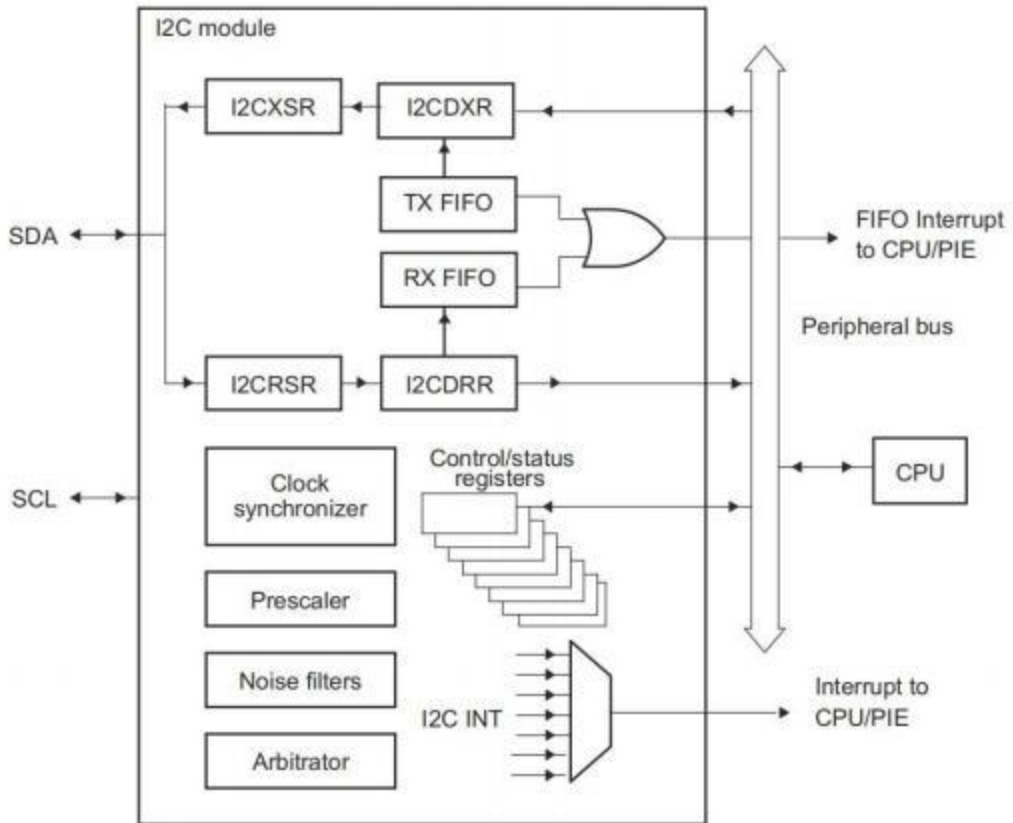 I2C module
I2CXSR
I2CDXR
TX FIFO
SDA
FIFO Interrupt
to CPU/PIE
RX FIFO
Peripheral bus
I2CRSR
I2CDRR
Control/status
registers
Clock
synchronizer
SCL
CPU
Prescaler
Noise filters
I2C INT
Interrupt to
CPU/PIE
Arbitrator